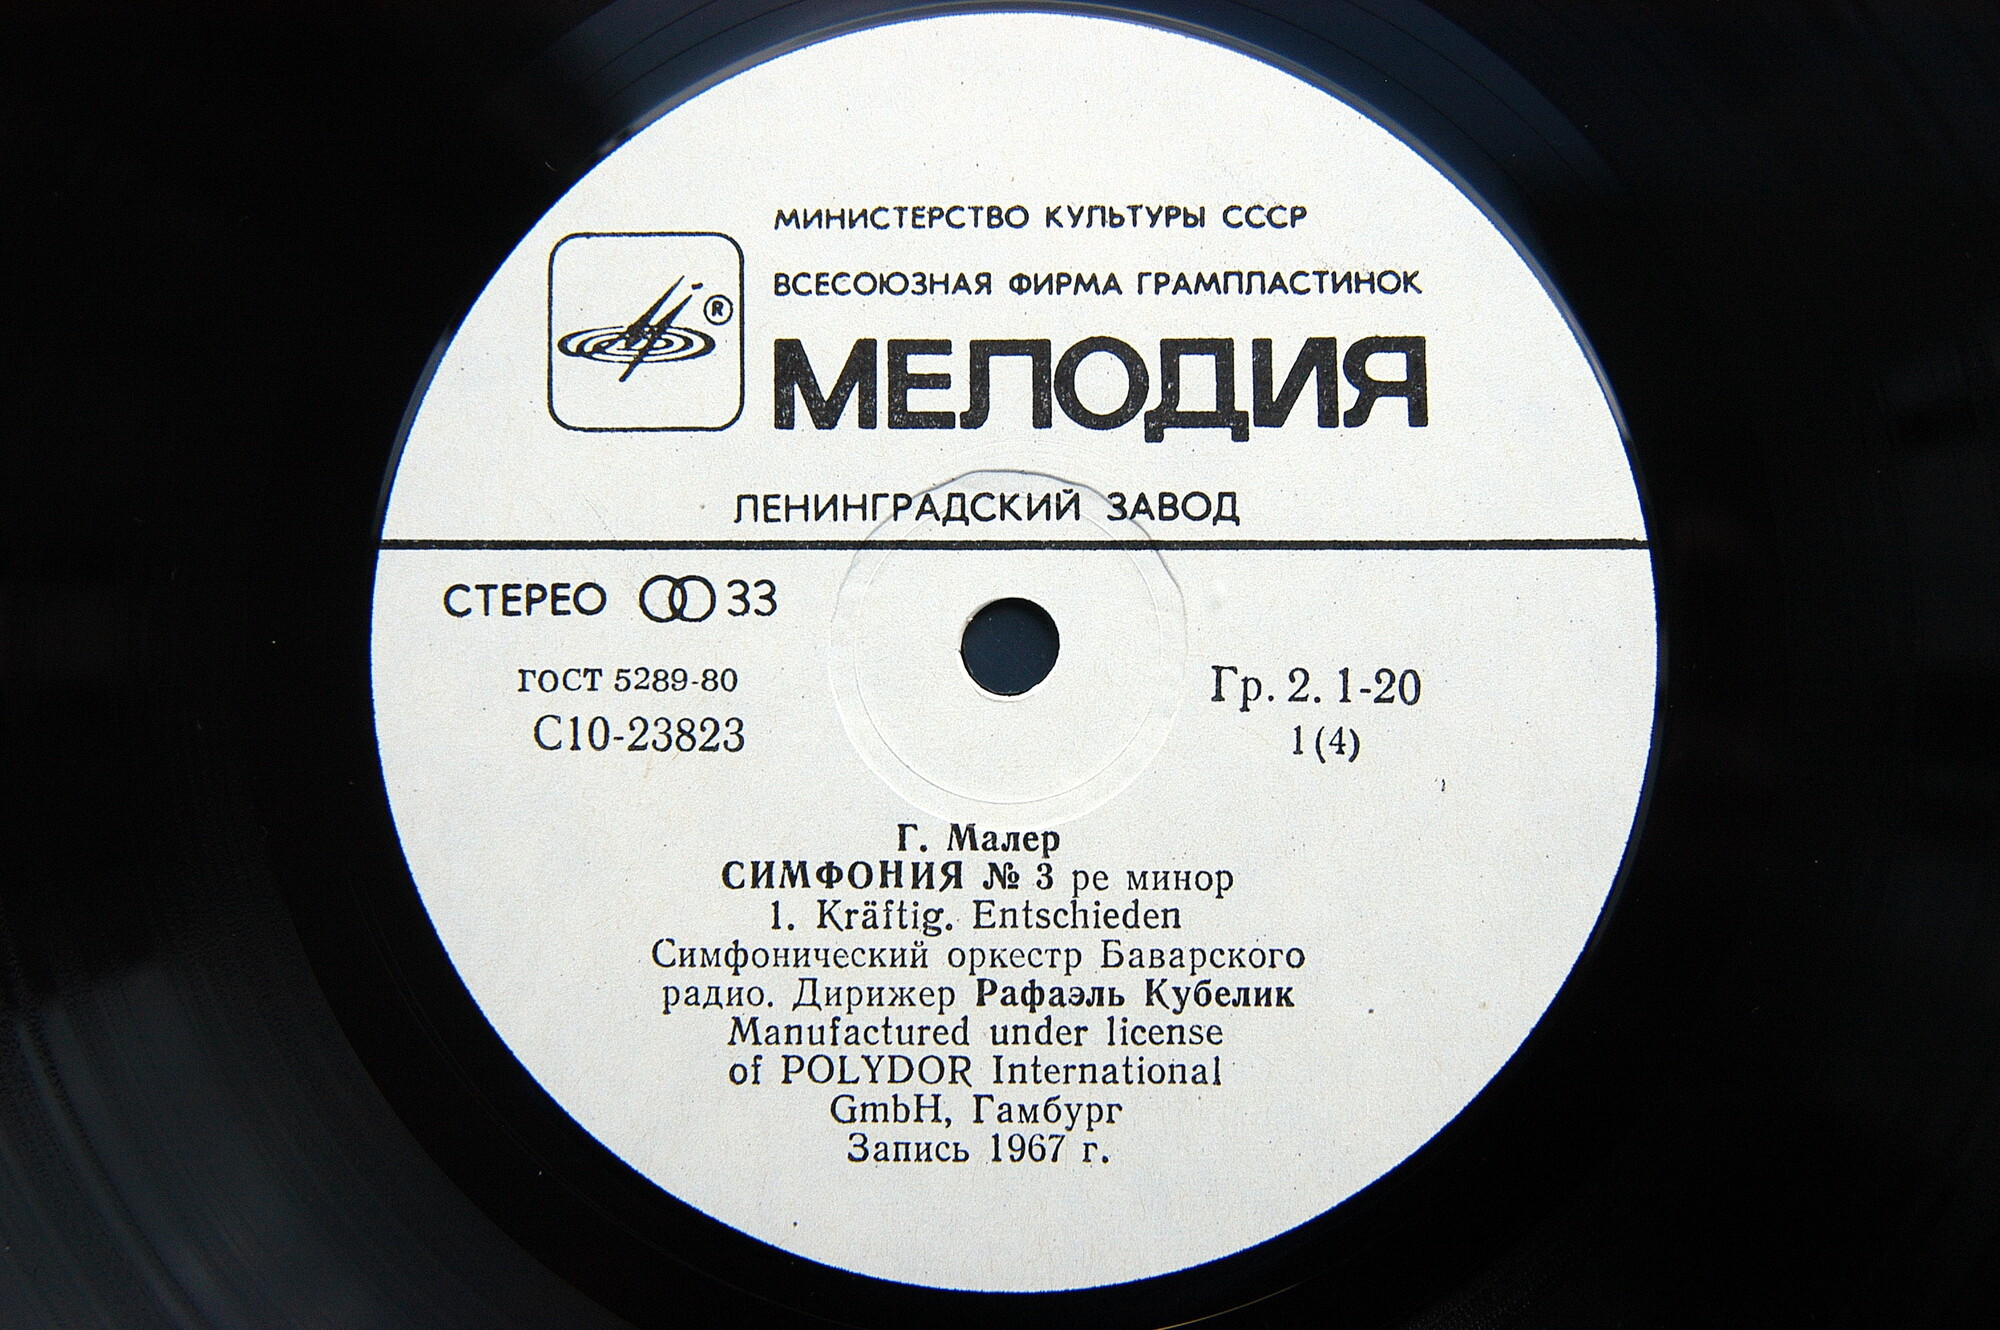 МИНИСТЕРСТВО КУЛЬТУРЫ СССР
ВСЕСОЮЗНАЯ ФИРМА ГРАМПЛАСТИНОК
®
МЕЛОДИЯ
ЛЕНИНГРАДСКИЙ ЗАВОД
СТЕРЕО 33
ГОСТ 5289-80
С10-23823
Гр. 2. 1-20
1(4)
Г. Малер
СИМФОНИЯ № 3 ре минор
1. Kräftig. Entschieden
Симфонический оркестр Баварского
радио. Дирижер Рафаэль Кубелик
Manufactured under license
of POLYDOR International
GmbH, Гамбург
Запись 1967 г.